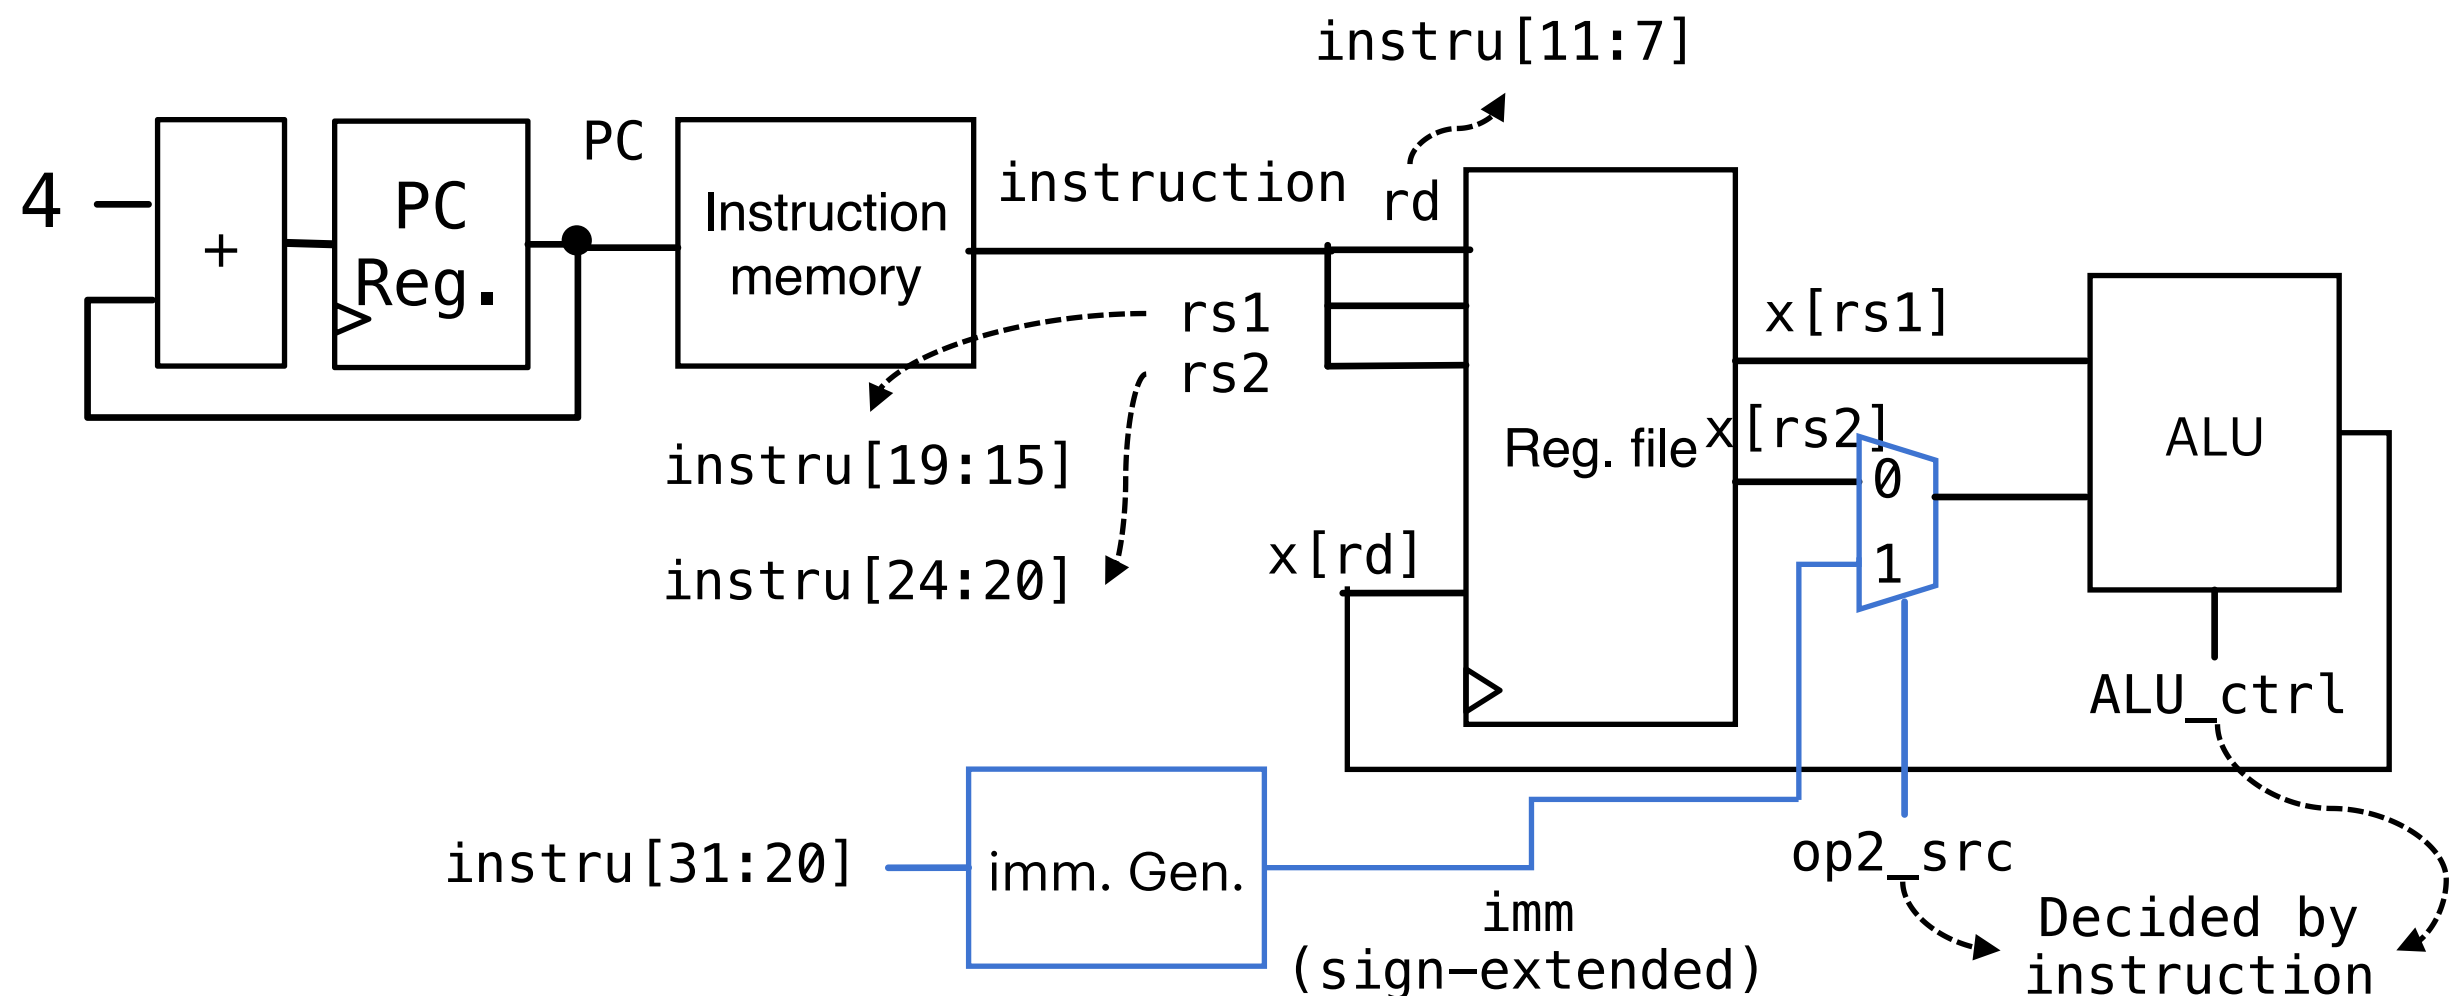 instru[11:7]
PC
4
+
PC
Reg.
Instruction
memory
instruction
rd
rs1
rs2
instru[19:15]
instru[24:20]
x[rd]
Reg. file
x[rs1]
x[rs2]
0
1
ALU
ALU_ctrl
instru[31:20]
imm. Gen.
imm
(sign-extended)
op2_src
Decided by
instruction